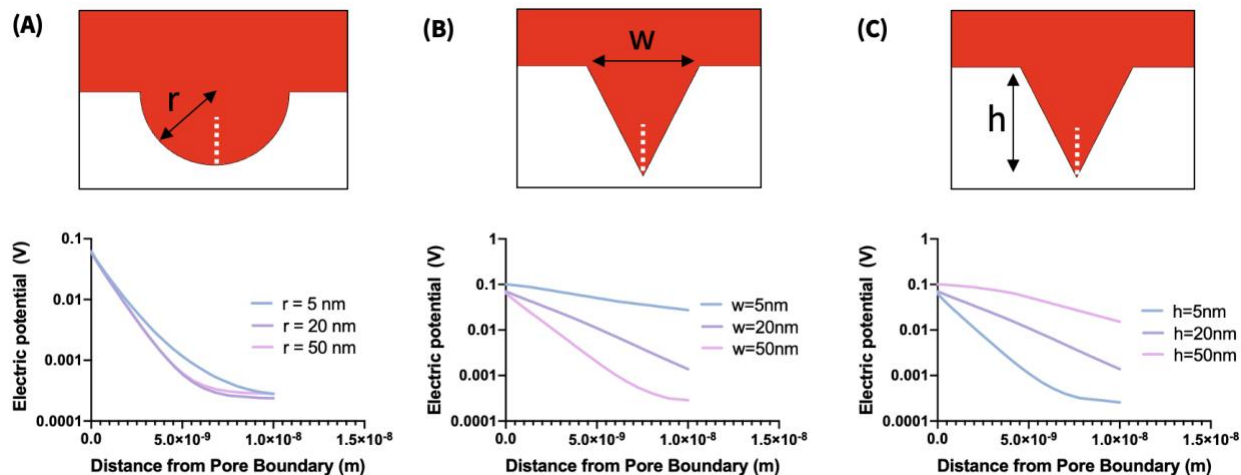 (A)
r
Electric potential (V)
0.1
0.01
0.001
0.0001
0.0
5.0×10⁻⁹
1.0×10⁻⁸
1.5×10⁻⁸
Distance from Pore Boundary (m)
r = 5 nm
r = 20 nm
r = 50 nm
(B)
w
Electric potential (V)
1
0.1
0.01
0.001
0.0001
0.0
5.0×10⁻⁹
1.0×10⁻⁸
1.5×10⁻⁸
Distance from Pore Boundary (m)
w=5nm
w=20nm
w=50nm
(C)
h
Electric potential (V)
1
0.1
0.01
0.001
0.0001
0.0
5.0×10⁻⁹
1.0×10⁻⁸
1.5×10⁻⁸
Distance from Pore Boundary (m)
h=5nm
h=20nm
h=50nm